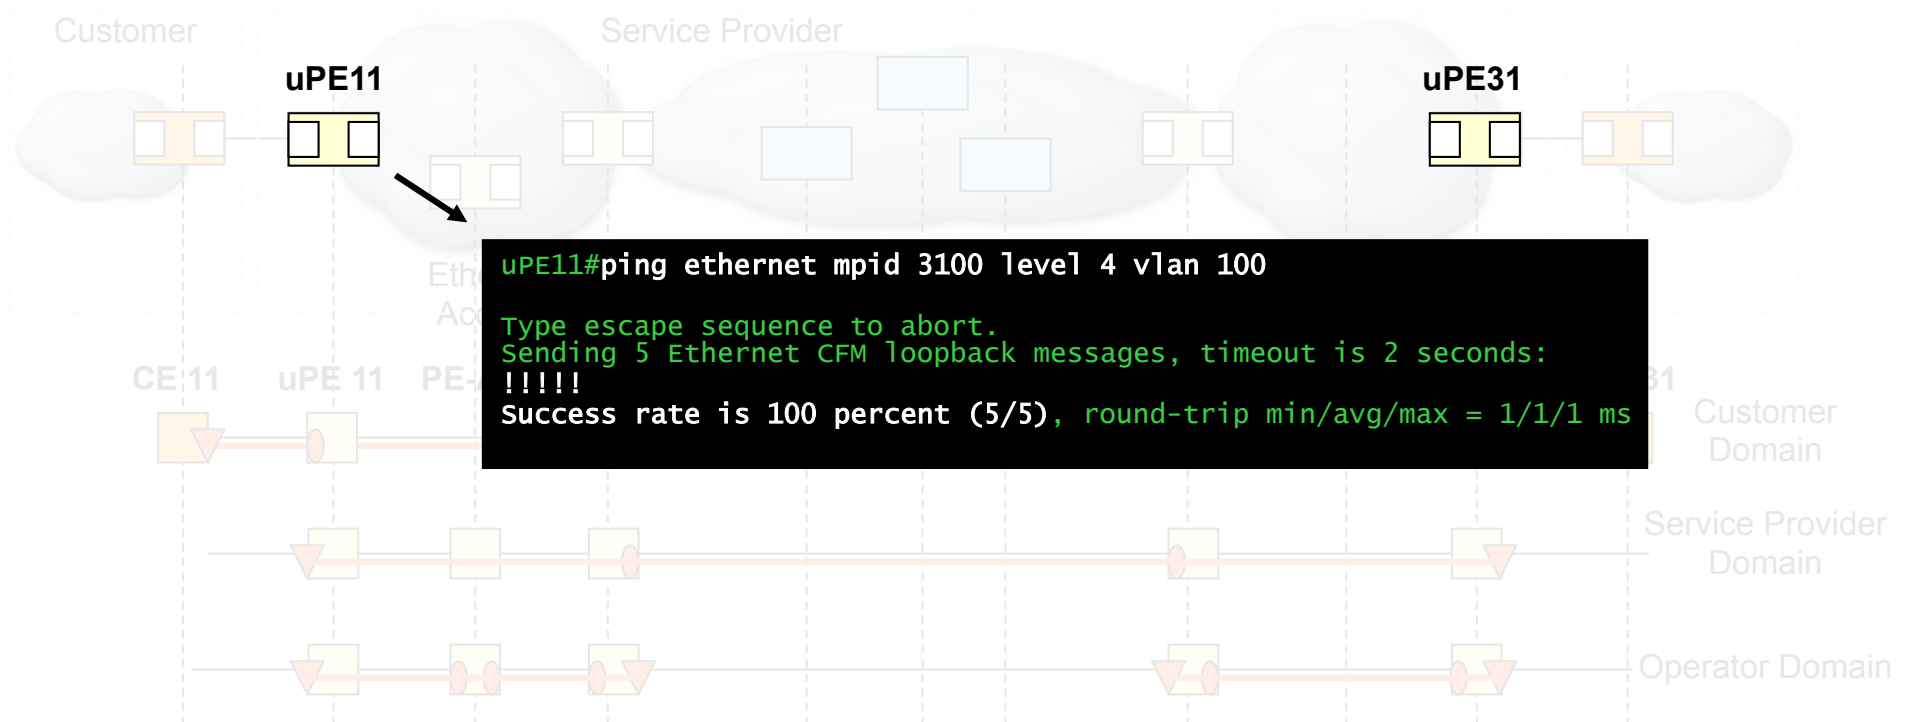 Customer
Service Provider
uPE11
uPE31
uPE11#ping ethernet mpid 3100 level 4 vlan 100
Type escape sequence to abort.
Sending 5 Ethernet CFM loopback messages, timeout is 2 seconds:
!!!!!
Success rate is 100 percent (5/5), round-trip min/avg/max = 1/1/1 ms
CE 11
uPE 11
Customer
Domain
Service Provider
Domain
Operator Domain